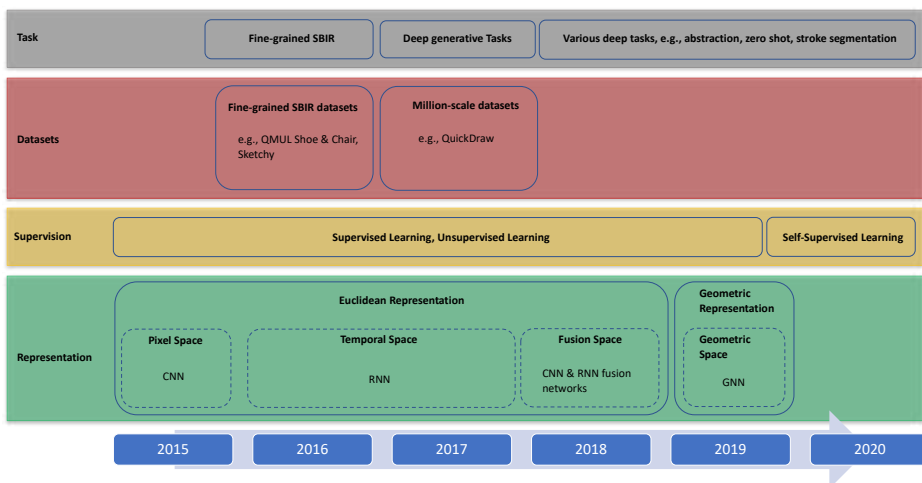 Task
Fine-grained SBIR
Deep generative Tasks
Various deep tasks, e.g., abstraction, zero shot, stroke segmentation
Datasets
Fine-grained SBIR datasets
e.g., QMUL Shoe & Chair,
Sketchy
Million-scale datasets
e.g., QuickDraw
Supervision
Supervised Learning, Unsupervised Learning
Self-Supervised Learning
Representation
Euclidean Representation
Pixel Space
CNN
Temporal Space
RNN
Fusion Space
CNN & RNN fusion
networks
Geometric
Representation
Geometric
Space
GNN
2015
2016
2017
2018
2019
2020